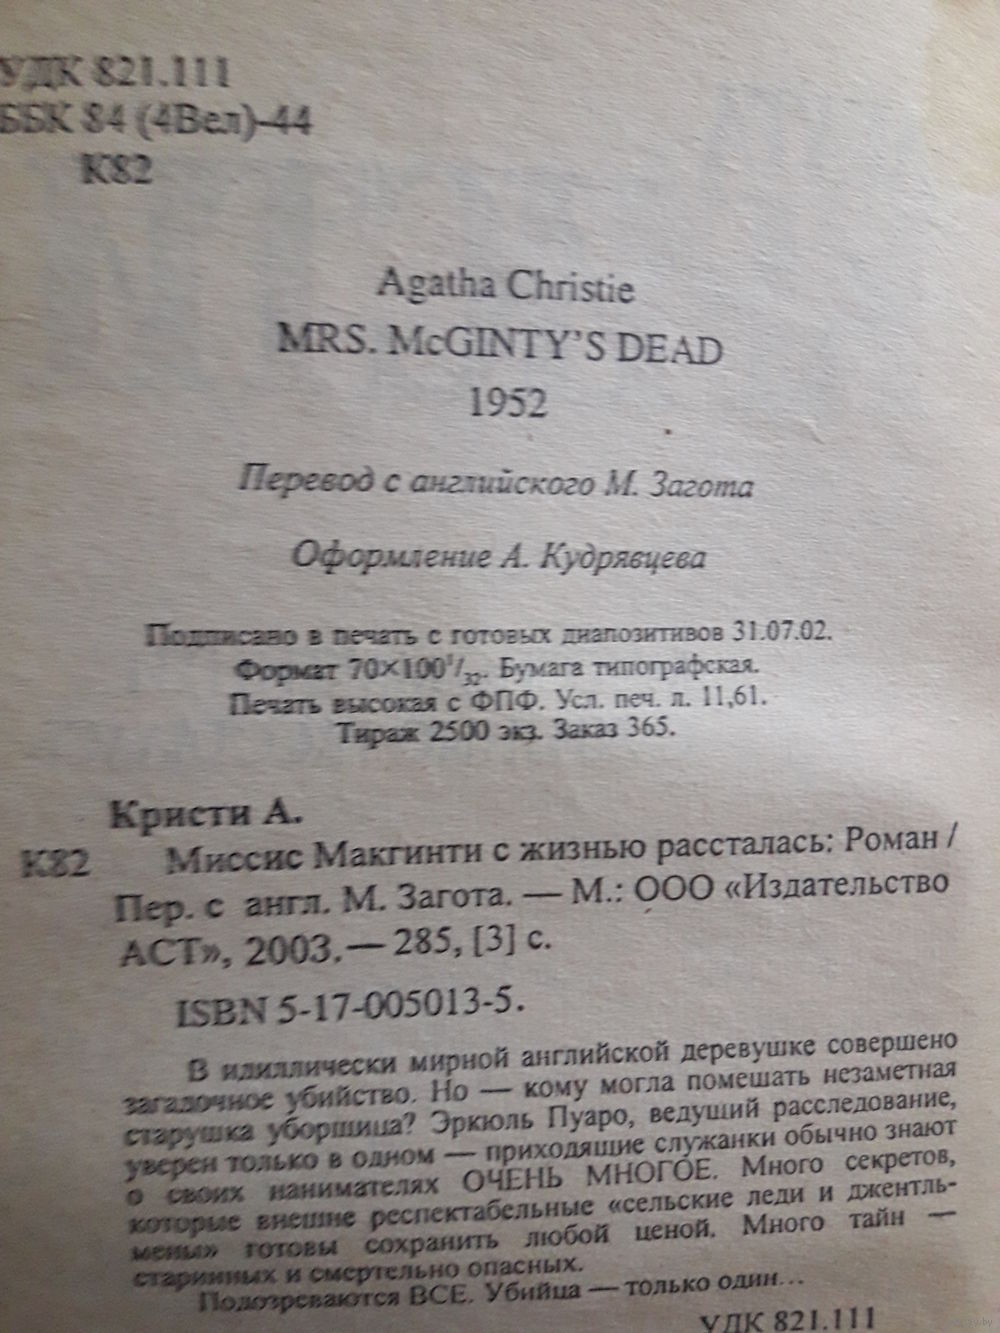 УДК 821.111
ББК 84 (4Вел)-44
К82
Agatha Christie
MRS. McGINTY'S DEAD
1952
Перевод с английского М. Загота
Оформление А. Кудрявцева
Подписано в печать с готовых диапозитивов 31.07.02.
Формат 70×100¹/₃₂. Бумага типографская.
Печать высокая с ФПФ. Усл. печ. л. 11,61.
Тираж 2500 экз. Заказ 365.
Кристи А.
К82 Миссис Макгинти с жизнью рассталась: Роман /
Пер. с англ. М. Загота. — М.: ООО «Издательство
АСТ», 2003.— 285, [3] с.
ISBN 5-17-005013-5.
В идиллически мирной английской деревушке совершено
загадочное убийство. Но — кому могла помешать незаметная
старушка уборщица? Эркюль Пуаро, ведущий расследование,
уверен только в одном — приходящие служанки обычно знают
о своих нанимателях ОЧЕНЬ МНОГОЕ. Много секретов,
которые внешне респектабельные «сельские леди и джентль-
мены» готовы сохранить любой ценой. Много тайн —
старинных и смертельно опасных.
Подозреваются ВСЕ. Убийца — только один...
УДК 821.111